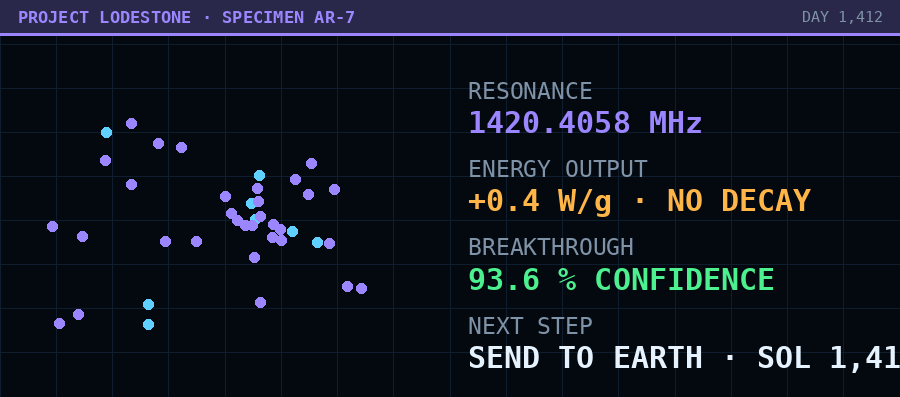 PROJECT LODESTONE · SPECIMEN AR-7
DAY 1,412
RESONANCE
1420.4058 MHz
ENERGY OUTPUT
+0.4 W/g · NO DECAY
BREAKTHROUGH
93.6 % CONFIDENCE
NEXT STEP
SEND TO EARTH · SOL 1,41